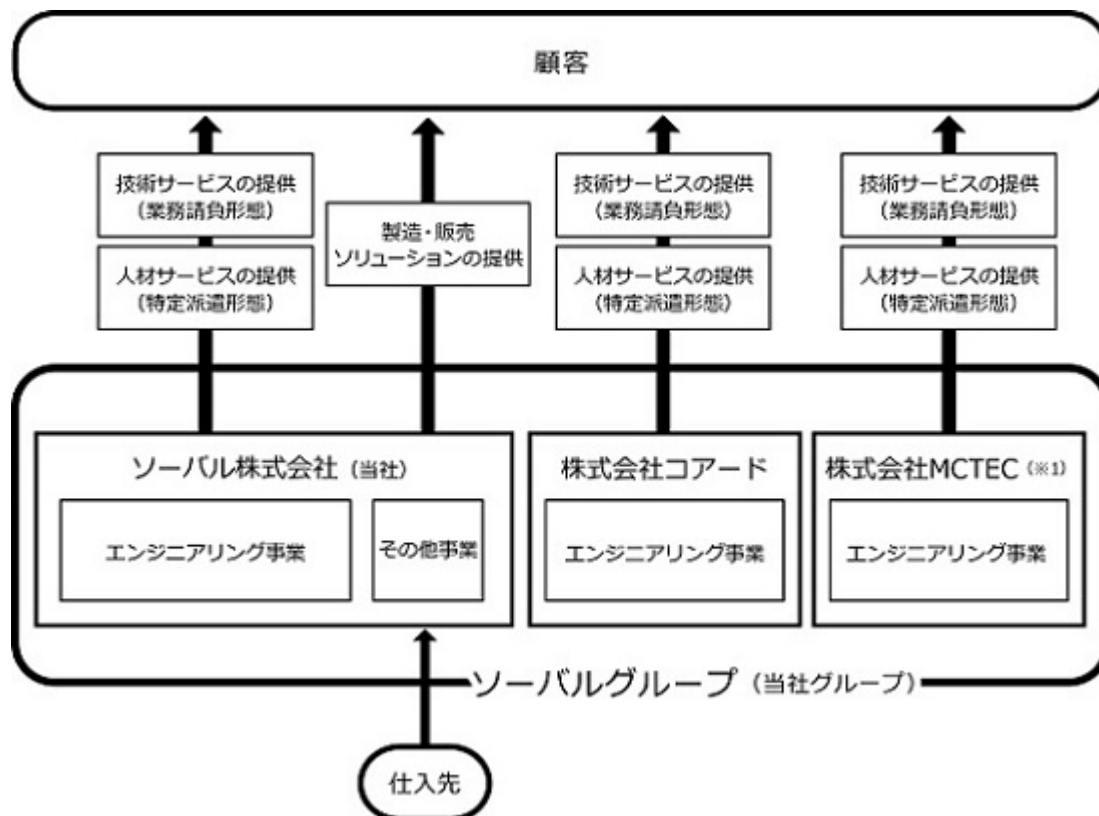 顧客
技術サービスの提供
(業務請負形態)
人材サービスの提供
(特定派遣形態)
製造・販売
ソリューションの提供
技術サービスの提供
(業務請負形態)
人材サービスの提供
(特定派遣形態)
技術サービスの提供
(業務請負形態)
人材サービスの提供
(特定派遣形態)
ソーバル株式会社(当社)
エンジニアリング事業
その他事業
株式会社コアード
エンジニアリング事業
株式会社MCTEC(※1)
エンジニアリング事業
ソーバルグループ(当社グループ)
仕入先